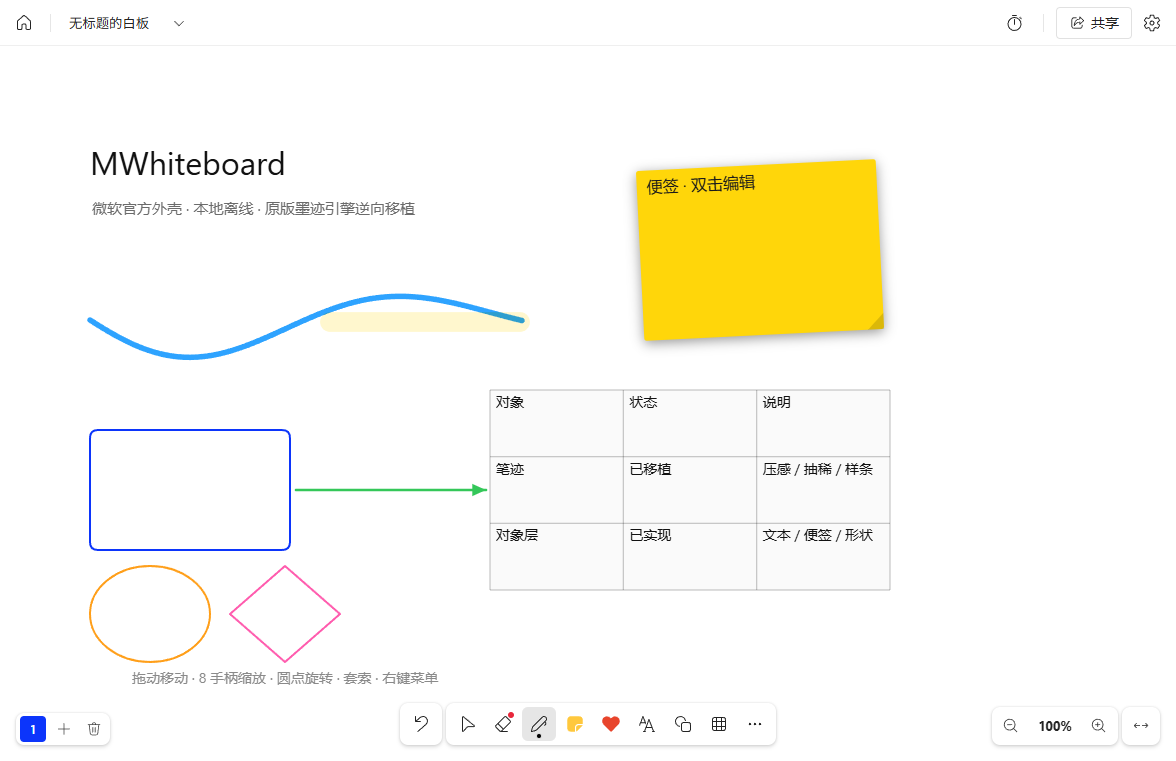 无标题的白板
共享
MWhiteboard
微软官方外壳 · 本地离线 · 原版墨迹引擎逆向移植
便签 · 双击编辑
对象 状态 说明
笔迹 已移植 压感 / 抽稀 / 样条
对象层 已实现 文本 / 便签 / 形状
拖动移动 · 8 手柄缩放 · 圆点旋转 · 套索 · 右键菜单
1
100%